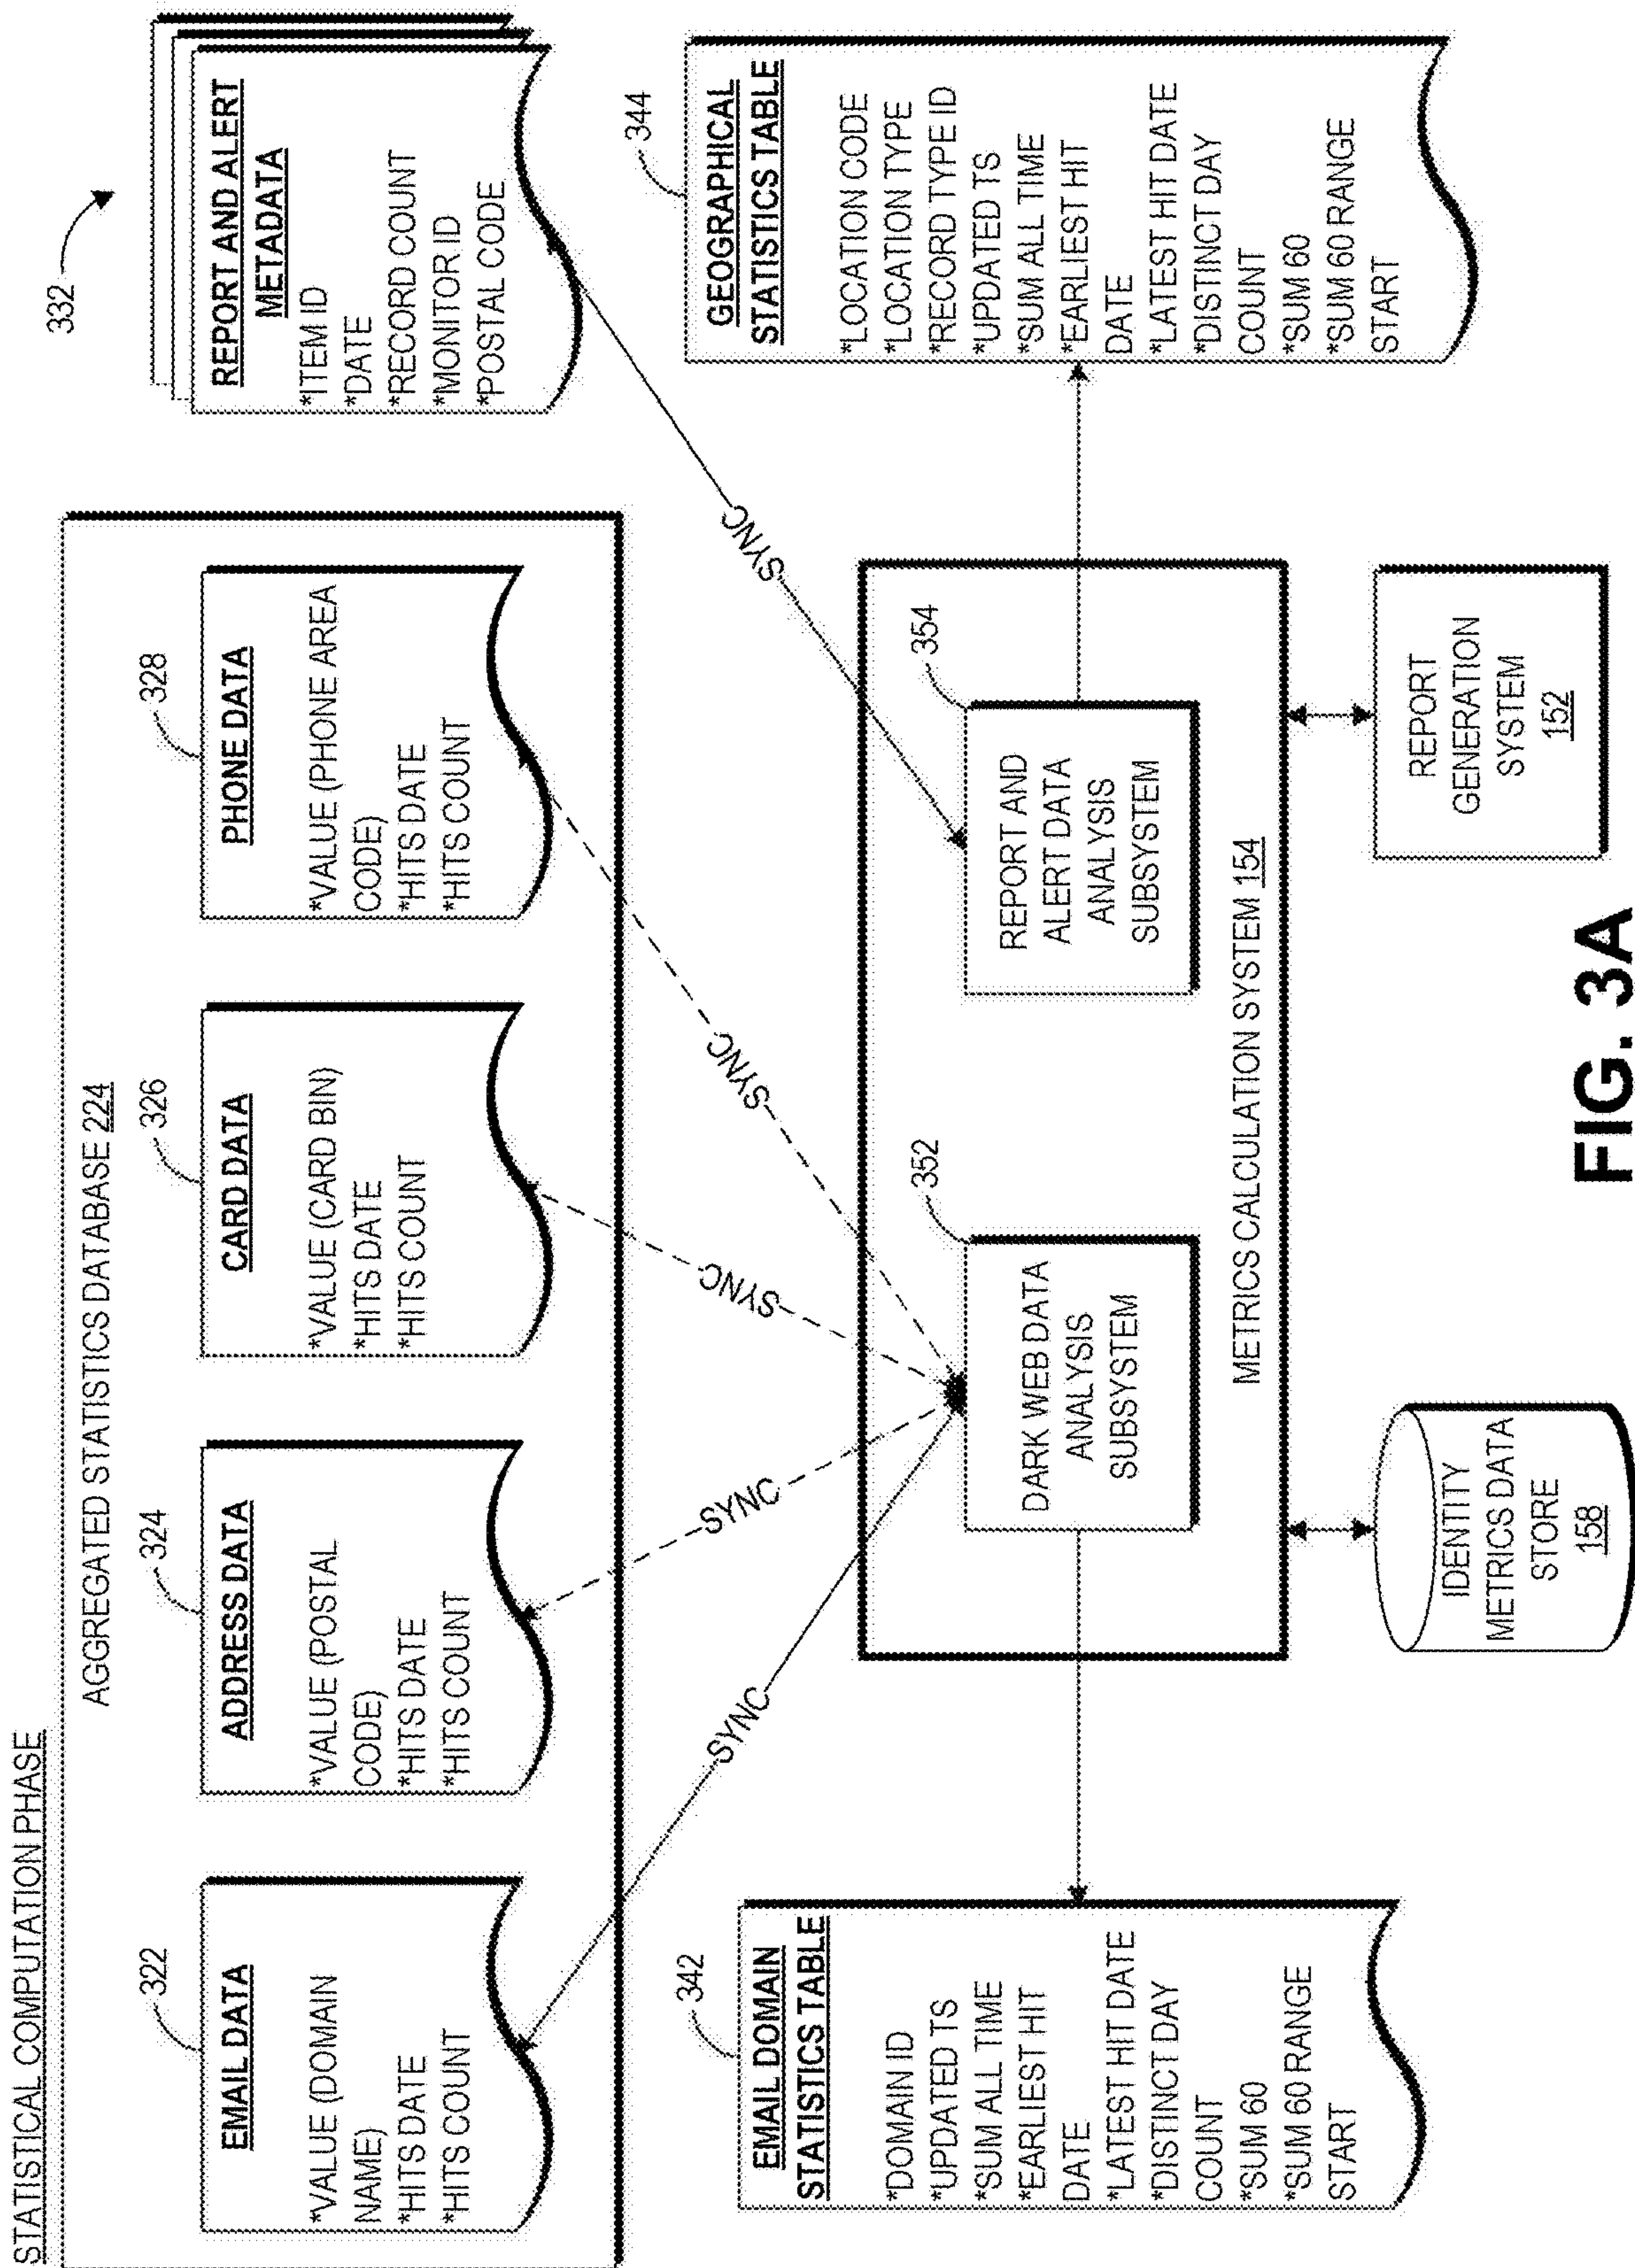 STATISTICAL COMPUTATION PHASE
AGGREGATED STATISTICS DATABASE 224
322
EMAIL DATA
*VALUE (DOMAIN
NAME)
*HITS DATE
*HITS COUNT
324
ADDRESS DATA
*VALUE (POSTAL
CODE)
*HITS DATE
*HITS COUNT
326
CARD DATA
*VALUE (CARD BIN)
*HITS DATE
*HITS COUNT
328
PHONE DATA
*VALUE (PHONE AREA
CODE)
*HITS DATE
*HITS COUNT
332
REPORT AND ALERT
METADATA
*ITEM ID
*DATE
*RECORD COUNT
*MONITOR ID
*POSTAL CODE
SYNC
SYNC
SYNC
SYNC
SYNC
342
EMAIL DOMAIN
STATISTICS TABLE
*DOMAIN ID
*UPDATED TS
*SUM ALL TIME
*EARLIEST HIT
DATE
*LATEST HIT DATE
*DISTINCT DAY
COUNT
*SUM 60
*SUM 60 RANGE
START
352
DARK WEB DATA
ANALYSIS
SUBSYSTEM
354
REPORT AND
ALERT DATA
ANALYSIS
SUBSYSTEM
METRICS CALCULATION SYSTEM 154
344
GEOGRAPHICAL
STATISTICS TABLE
*LOCATION CODE
*LOCATION TYPE
*RECORD TYPE ID
*UPDATED TS
*SUM ALL TIME
*EARLIEST HIT
DATE
*LATEST HIT DATE
*DISTINCT DAY
COUNT
*SUM 60
*SUM 60 RANGE
START
IDENTITY
METRICS DATA
STORE
158
REPORT
GENERATION
SYSTEM
152
FIG. 3A